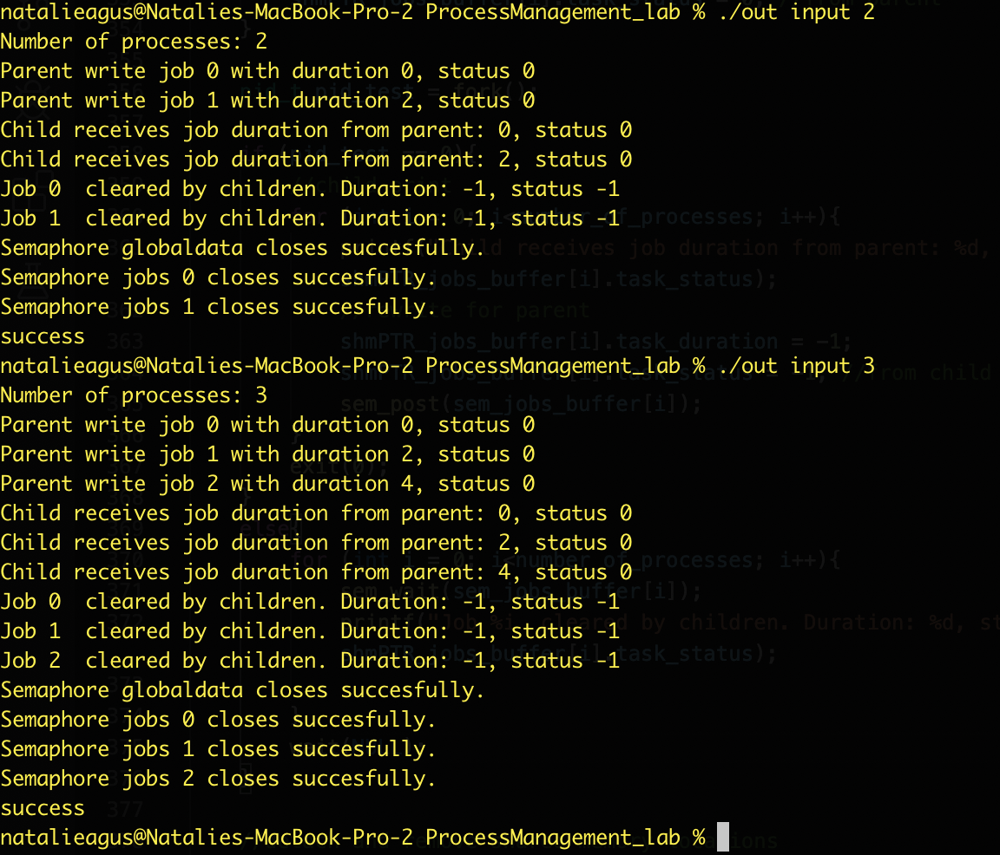 natalieagus@Natalies-MacBook-Pro-2 ProcessManagement_lab % ./out input 2
Number of processes: 2
Parent write job 0 with duration 0, status 0
Parent write job 1 with duration 2, status 0
Child receives job duration from parent: 0, status 0
Child receives job duration from parent: 2, status 0
Job 0  cleared by children. Duration: -1, status -1
Job 1  cleared by children. Duration: -1, status -1
Semaphore globaldata closes succesfully.
Semaphore jobs 0 closes succesfully.
Semaphore jobs 1 closes succesfully.
success
natalieagus@Natalies-MacBook-Pro-2 ProcessManagement_lab % ./out input 3
Number of processes: 3
Parent write job 0 with duration 0, status 0
Parent write job 1 with duration 2, status 0
Parent write job 2 with duration 4, status 0
Child receives job duration from parent: 0, status 0
Child receives job duration from parent: 2, status 0
Child receives job duration from parent: 4, status 0
Job 0  cleared by children. Duration: -1, status -1
Job 1  cleared by children. Duration: -1, status -1
Job 2  cleared by children. Duration: -1, status -1
Semaphore globaldata closes succesfully.
Semaphore jobs 0 closes succesfully.
Semaphore jobs 1 closes succesfully.
Semaphore jobs 2 closes succesfully.
success
natalieagus@Natalies-MacBook-Pro-2 ProcessManagement_lab %